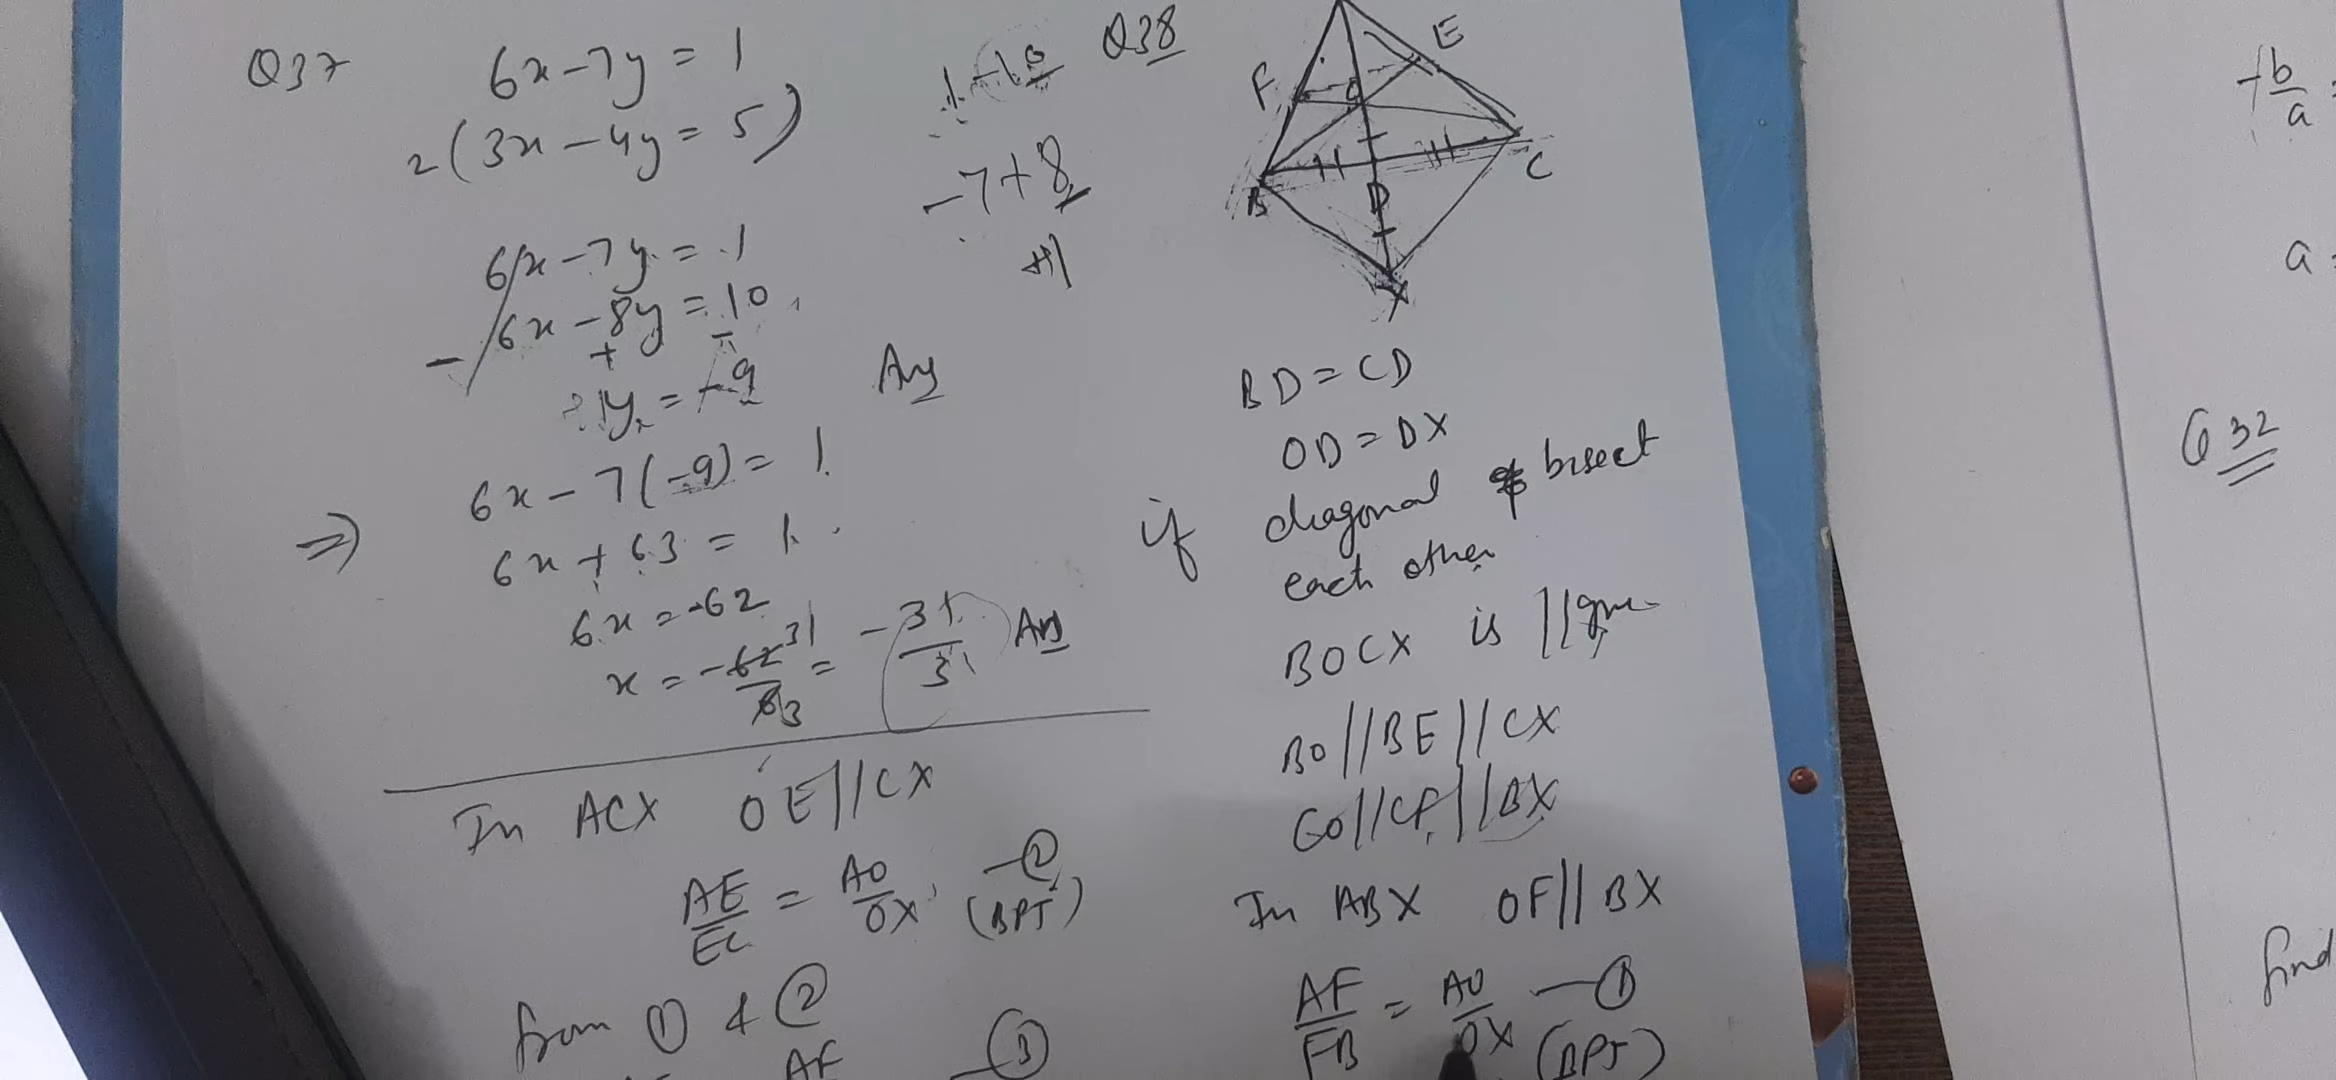 Q37
6x-7y = 1
2(3x-4y = 5)
1-10
-7+8
+1
6x-7y = 1
6x-8y = 10
- + -
y = -9 Ans
⇒ 6x-7(-9) = 1
6x + 63 = 1
6x = -62
x = -62/6 31/3 = -31/3 Ans
In ACX OE||CX
AE/EC = AO/OX -② (BPT)
from ① & ②
AF
-③
Q38
E
F
O
B
D
C
X
BD = CD
OD = DX
if diagonal bisect
each other
BOCX is ||gm
BO||BE||CX
CO||CF||BX
In ABX OF||BX
AF/FB = AO/OX -① (BPT)
-b/a =
a =
Q32
find